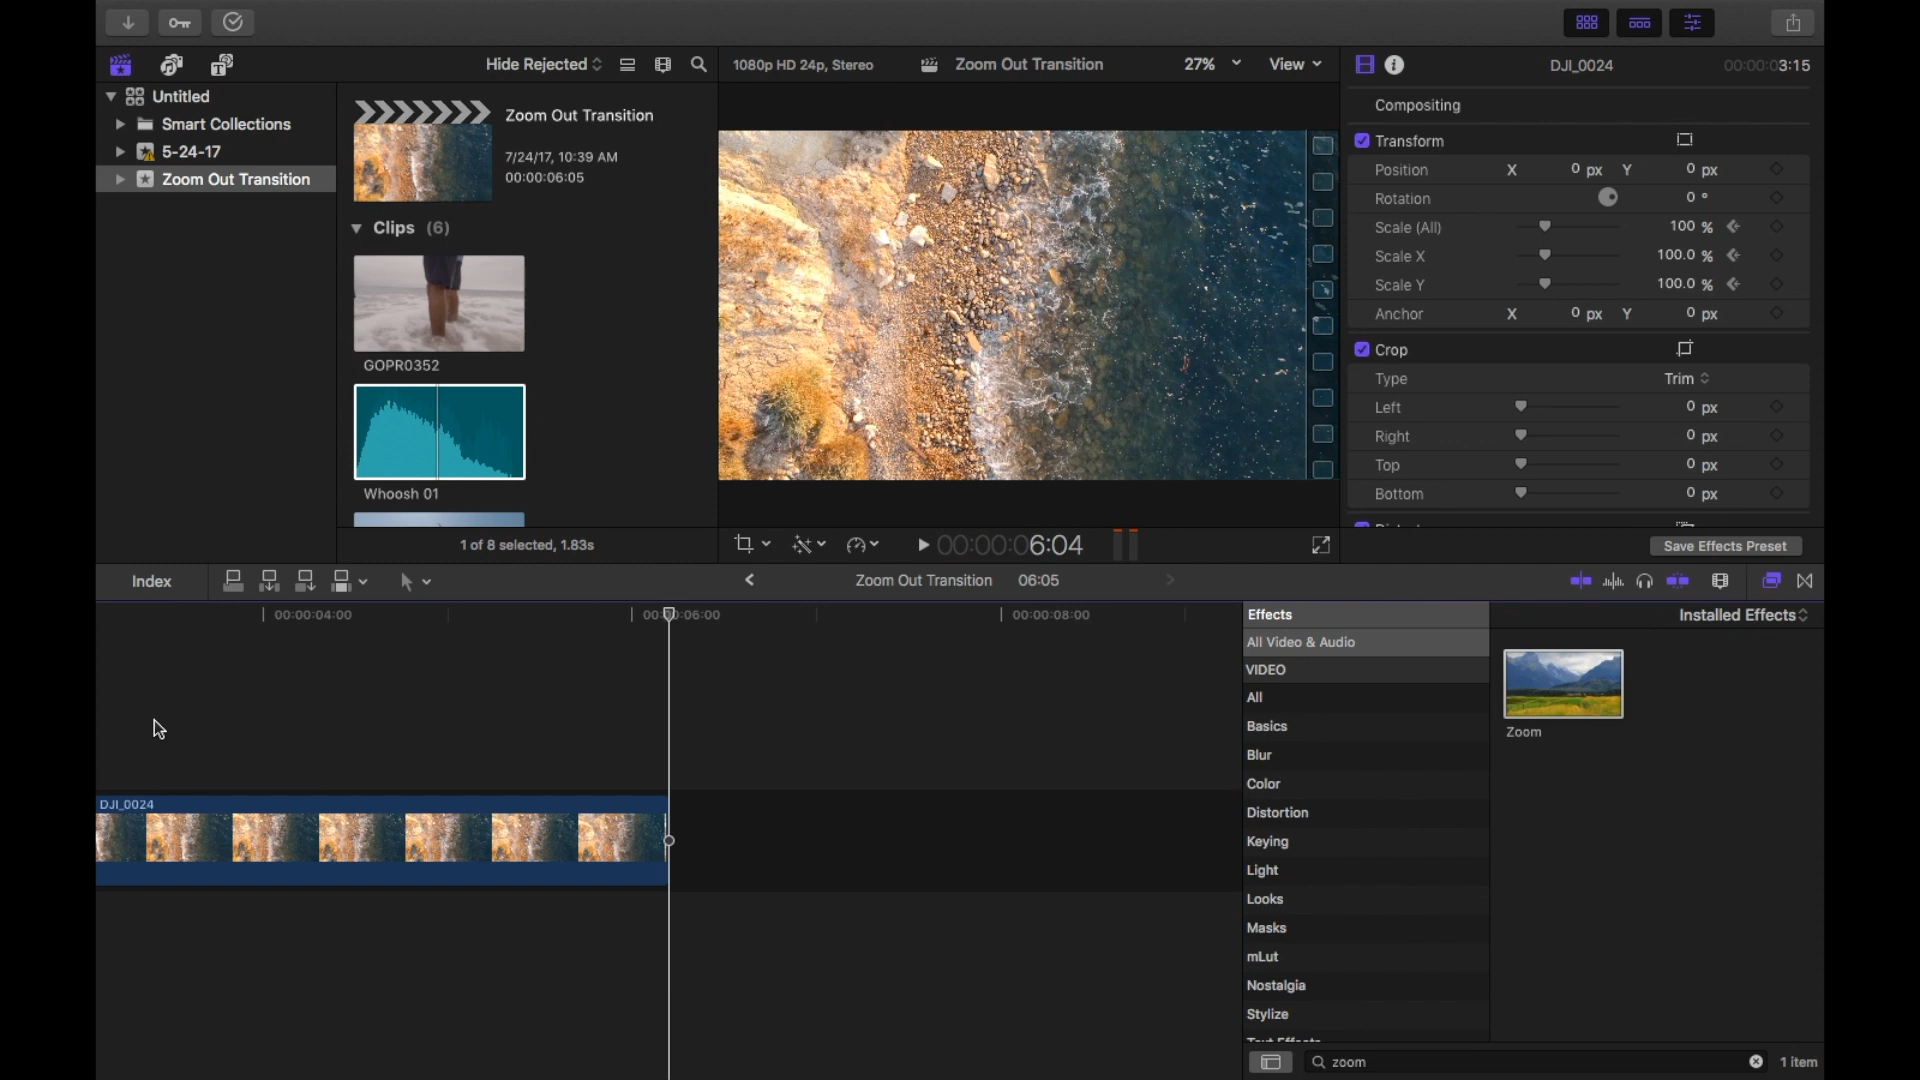 Hide Rejected
1080p HD 24p, Stereo
Zoom Out Transition
27%
View
DJI_0024
00:00:03:15
Untitled
Smart Collections
5-24-17
Zoom Out Transition
Zoom Out Transition
7/24/17, 10:39 AM
00:00:06:05
Clips (6)
GOPR0352
Whoosh 01
1 of 8 selected, 1.83s
00:00:06:04
Compositing
Transform
Position X 0 px Y 0 px
Rotation 0 °
Scale (All) 100 %
Scale X 100.0 %
Scale Y 100.0 %
Anchor X 0 px Y 0 px
Crop
Type Trim
Left 0 px
Right 0 px
Top 0 px
Bottom 0 px
Save Effects Preset
Index
Zoom Out Transition 06:05
00:00:04:00
00:00:06:00
00:00:08:00
DJI_0024
Effects
Installed Effects
All Video & Audio
VIDEO
All
Basics
Blur
Color
Distortion
Keying
Light
Looks
Masks
mLut
Nostalgia
Stylize
Zoom
zoom
1 item